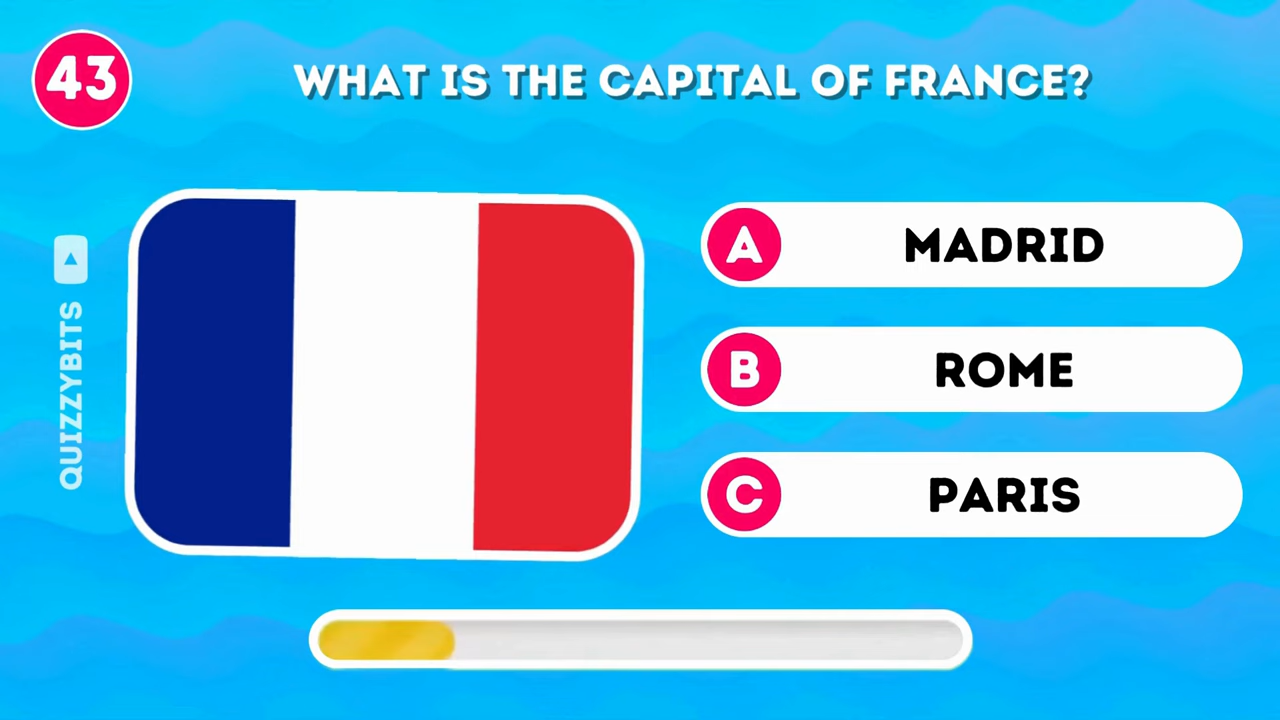 43
WHAT IS THE CAPITAL OF FRANCE?
QUIZZYBITS
A MADRID
B ROME
C PARIS